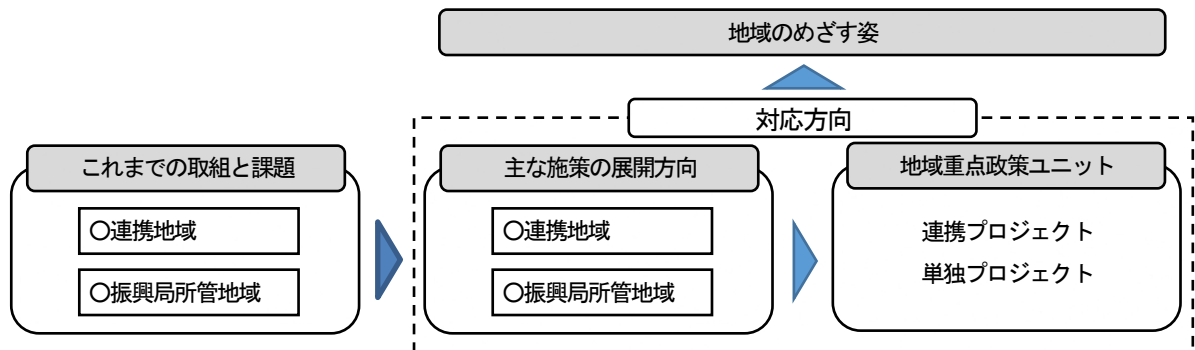 地域のめざす姿
対応方向
これまでの取組と課題
○連携地域
○振興局所管地域
主な施策の展開方向
○連携地域
○振興局所管地域
地域重点政策ユニット
連携プロジェクト
単独プロジェクト